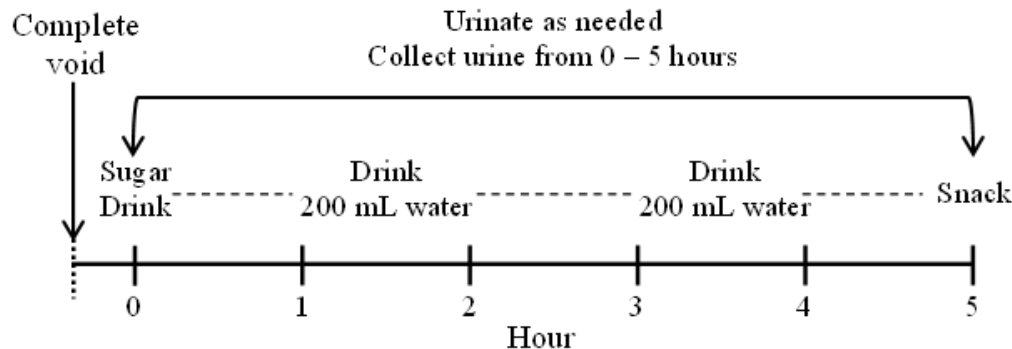 Complete
void
Urinate as needed
Collect urine from 0 – 5 hours
Sugar
Drink
Drink
200 mL water
Drink
200 mL water
Snack
0 1 2 3 4 5
Hour